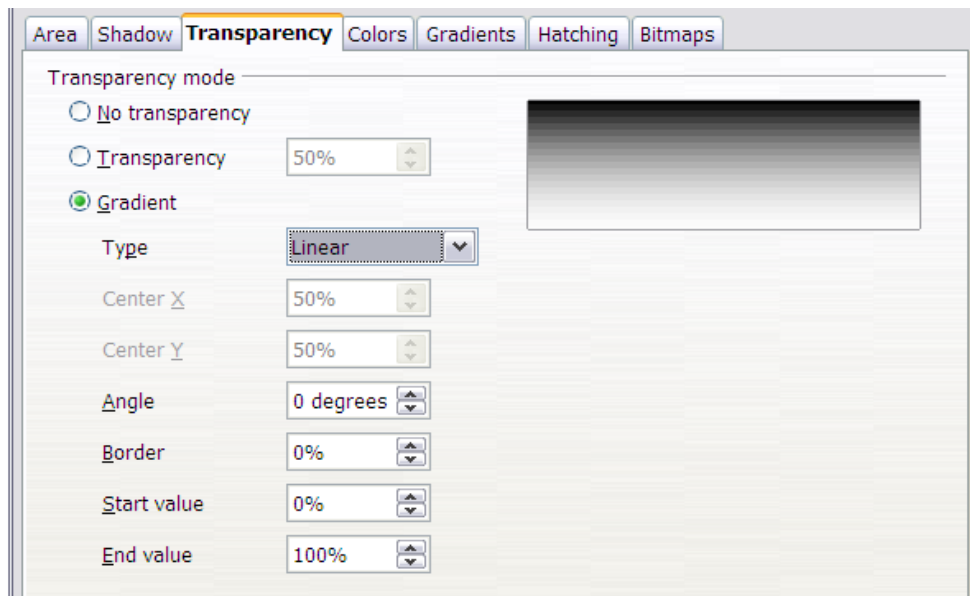 Area Shadow Transparency Colors Gradients Hatching Bitmaps
Transparency mode
No transparency
Transparency 50%
Gradient
Type Linear
Center X 50%
Center Y 50%
Angle 0 degrees
Border 0%
Start value 0%
End value 100%